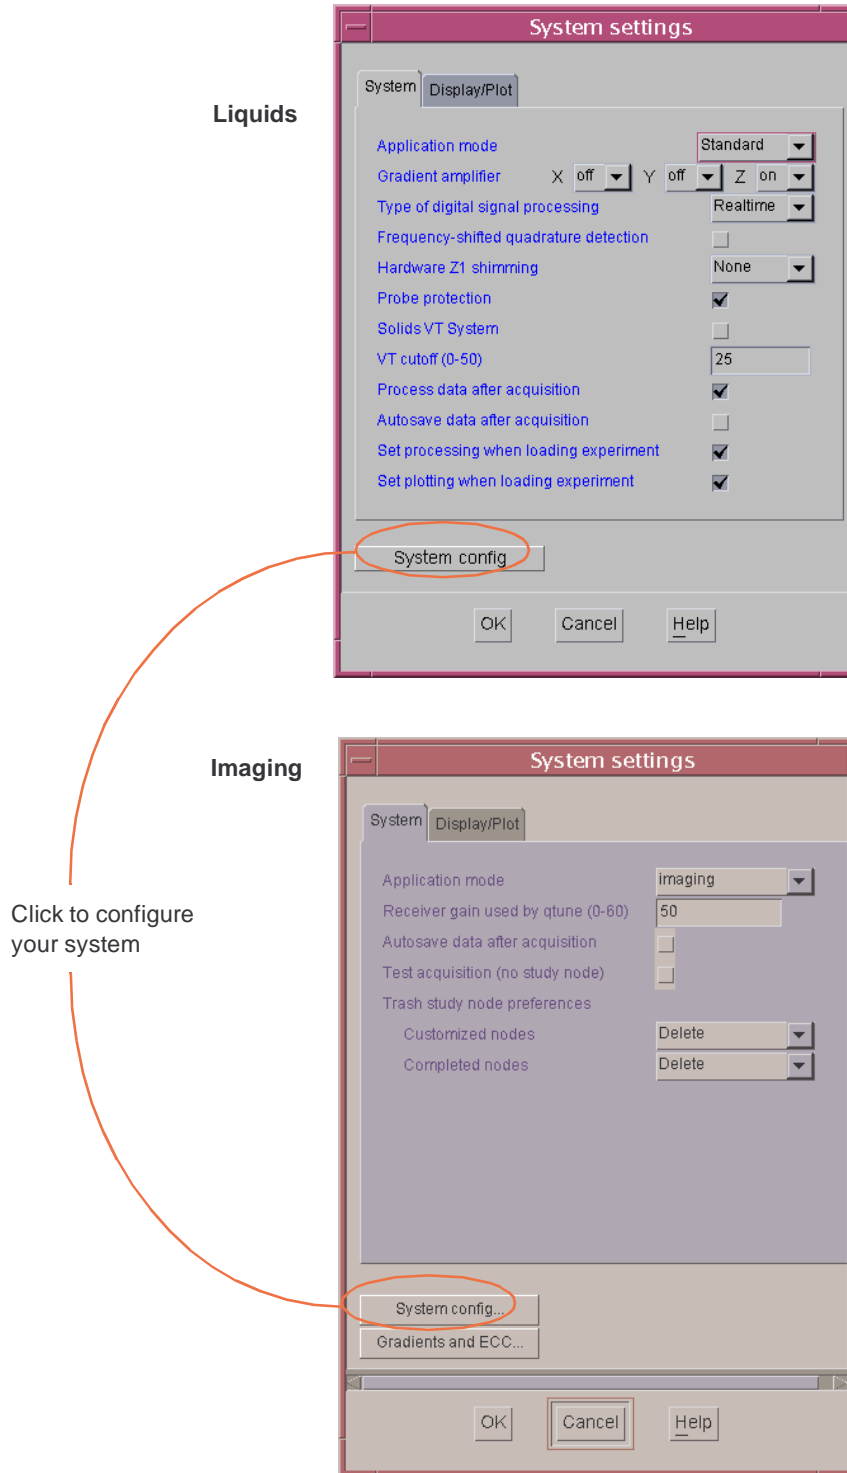 System settings
System Display/Plot
Liquids
Application mode Standard
Gradient amplifier X off Y off Z on
Type of digital signal processing Realtime
Frequency-shifted quadrature detection
Hardware Z1 shimming None
Probe protection
Solids VT System
VT cutoff (0-50) 25
Process data after acquisition
Autosave data after acquisition
Set processing when loading experiment
Set plotting when loading experiment
System config
OK Cancel Help
Imaging
System settings
System Display/Plot
Application mode imaging
Receiver gain used by qtune (0-60) 50
Autosave data after acquisition
Test acquisition (no study node)
Trash study node preferences
Customized nodes Delete
Completed nodes Delete
Click to configure
your system
System config...
Gradients and ECC...
OK Cancel Help